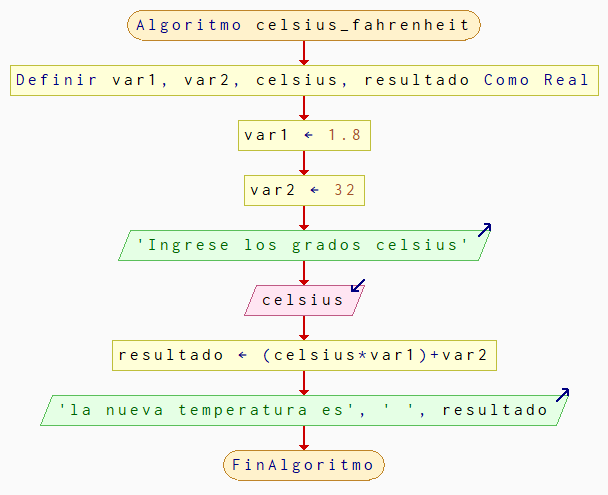 Algoritmo celsius_fahrenheit
Definir var1, var2, celsius, resultado Como Real
var1 ← 1.8
var2 ← 32
'Ingrese los grados celsius'
celsius
resultado ← (celsius*var1)+var2
'la nueva temperatura es', ' ', resultado
FinAlgoritmo